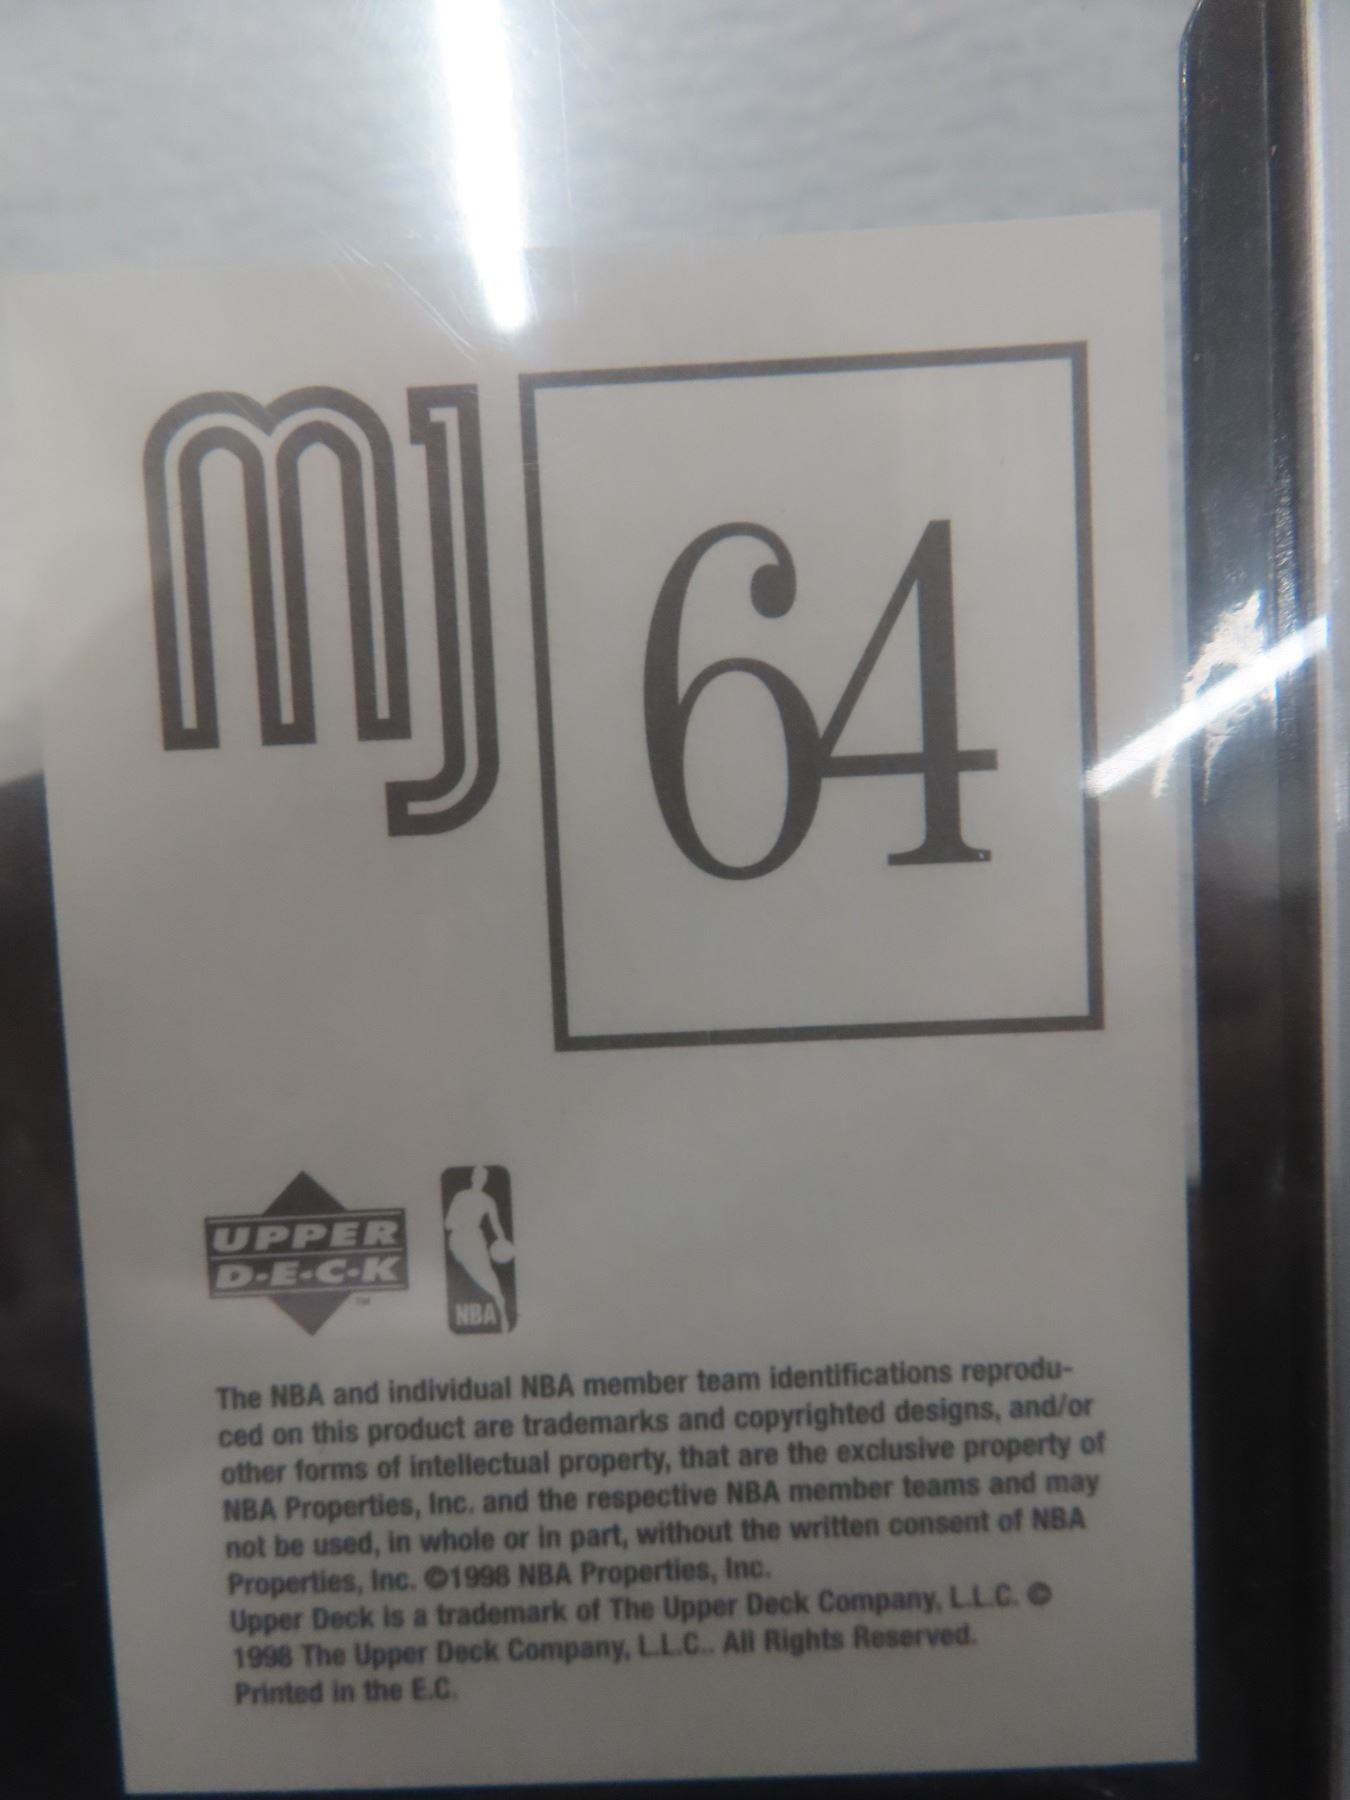 MJ
64
UPPER
D•E•C•K
TM
NBA
The NBA and individual NBA member team identifications reprodu-
ced on this product are trademarks and copyrighted designs, and/or
other forms of intellectual property, that are the exclusive property of
NBA Properties, Inc. and the respective NBA member teams and may
not be used, in whole or in part, without the written consent of NBA
Properties, Inc. ©1998 NBA Properties, Inc.
Upper Deck is a trademark of The Upper Deck Company, L.L.C. ©
1998 The Upper Deck Company, L.L.C.. All Rights Reserved.
Printed in the E.C.